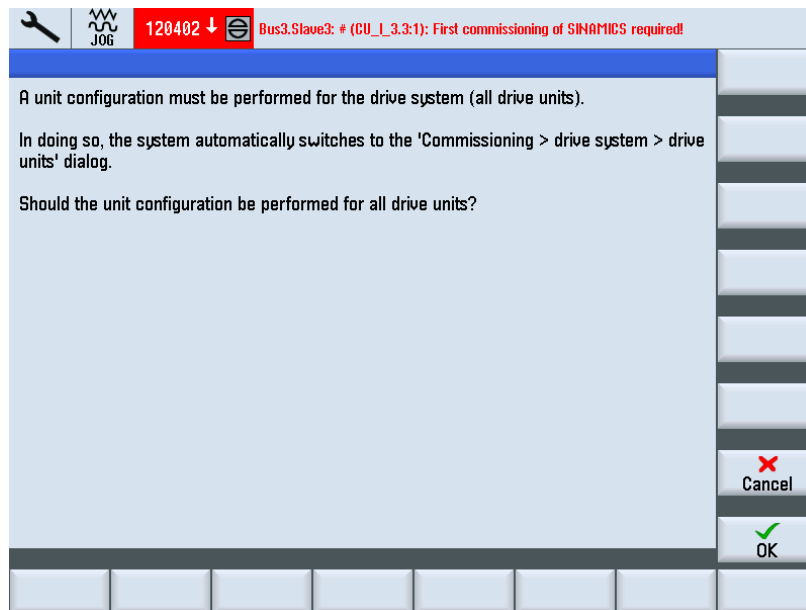 JOG
120402 ↓
Bus3.Slave3: # (CU_I_3.3:1): First commissioning of SINAMICS required!
A unit configuration must be performed for the drive system (all drive units).
In doing so, the system automatically switches to the 'Commissioning > drive system > drive
units' dialog.
Should the unit configuration be performed for all drive units?
Cancel
OK